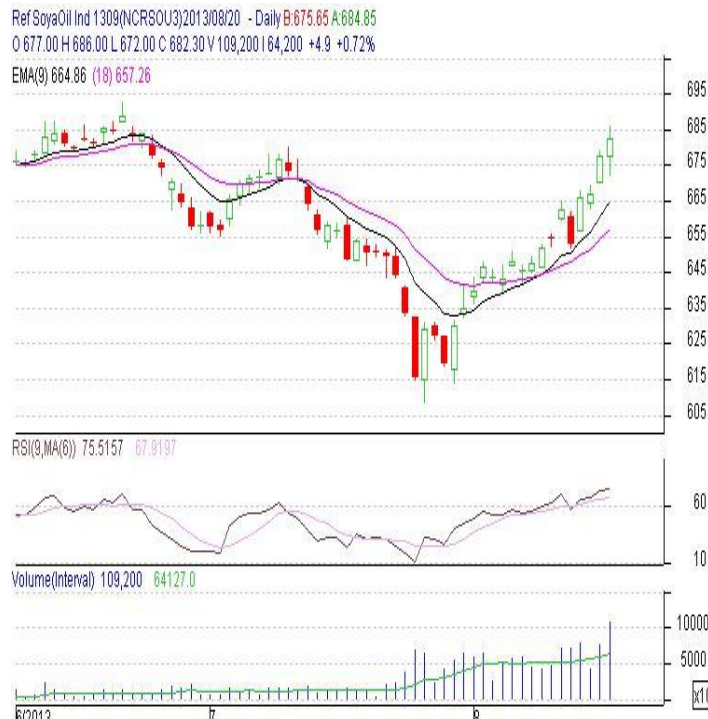 Ref SoyaOil Ind 1309(NCRSOU3)2013/08/20 - Daily B:675.65 A:684.85
O 677.00 H 686.00 L 672.00 C 682.30 V 109,200 I 64,200 +4.9 +0.72%
EMA(9) 664.86 (18) 657.26
695
685
675
665
655
645
635
625
615
605
RSI(9,MA(6)) 75.5157 67.9197
60
10
Volume(Interval) 109,200 64127.0
10000
5000
x10
6/2013 7 8